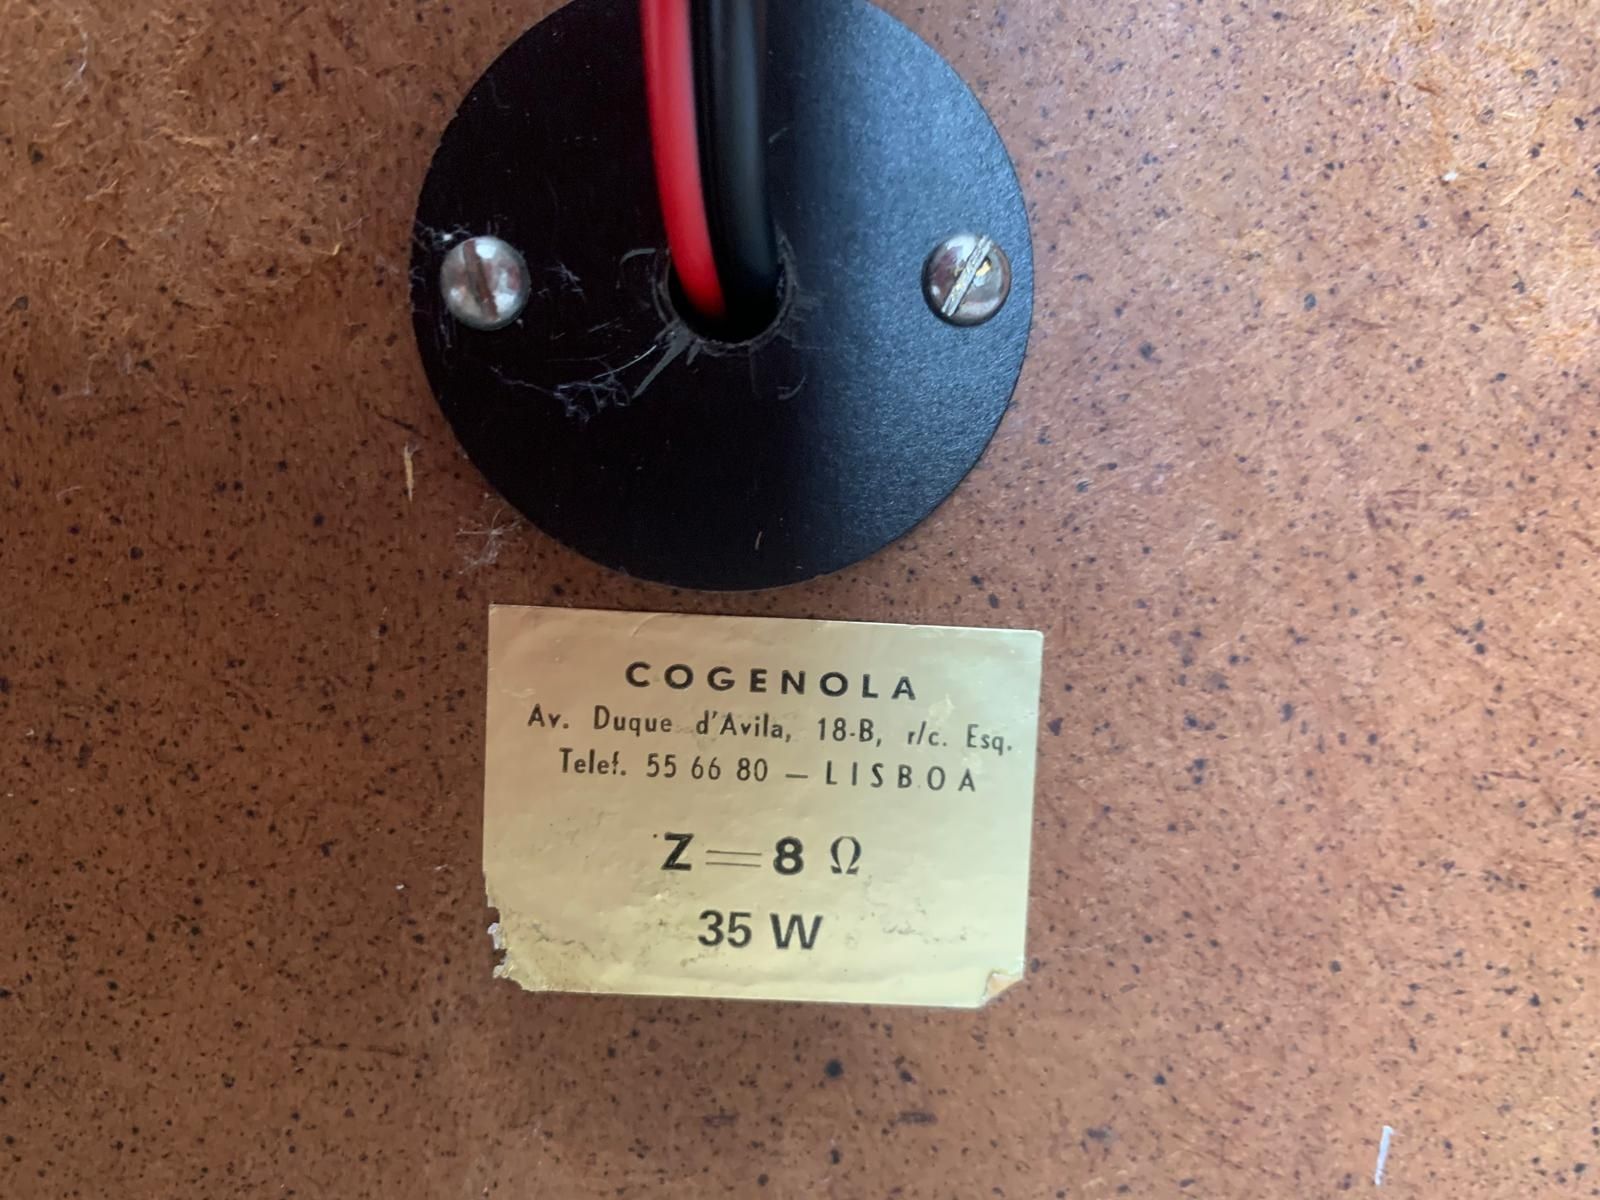 COGENOLA
Av. Duque d'Avila, 18-B, r/c. Esq.
Telef. 55 66 80 — LISBOA
Z = 8 Ω
35 W